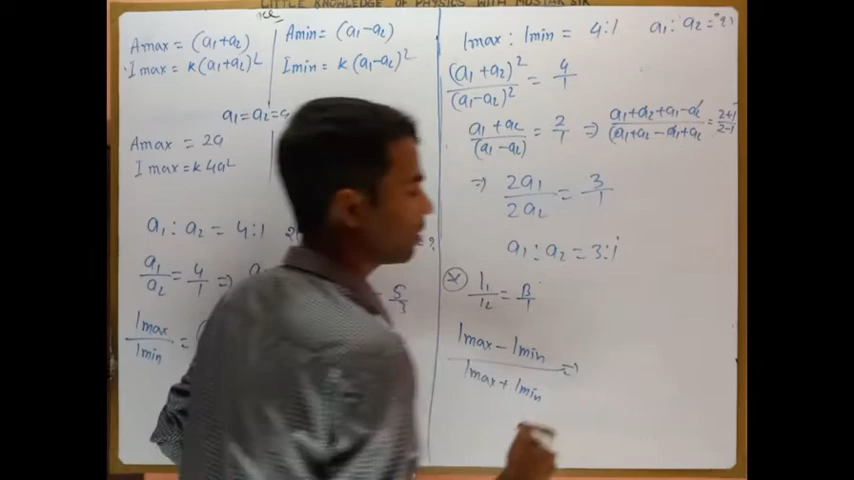 LITTLE KNOWLEDGE OF PHYSICS WITH MUSTAK SIR
Amax = (a₁+a₂)
Imax = k(a₁+a₂)²
Amin = (a₁-a₂)
Imin = k(a₁-a₂)²
a₁ = a₂ =
Amax = 2a
Imax = k4a²
a₁ : a₂ = 4:1
a₁/a₂ = 4/1 ⇒
5/3
Imax/Imin =
Imax : Imin = 4:1
a₁ : a₂ =
(a₁+a₂)²/(a₁-a₂)² = 4/1
a₁+a₂/(a₁-a₂) = 2/1 ⇒ a₁+a₂+a₁-a₂/a₁+a₂-a₁+a₂ = 2+1/2-1
⇒ 2a₁/2a₂ = 3/1
a₁ : a₂ = 3:1
I₁/I₂ = β/1
Imax - Imin/Imax + Imin ⇒